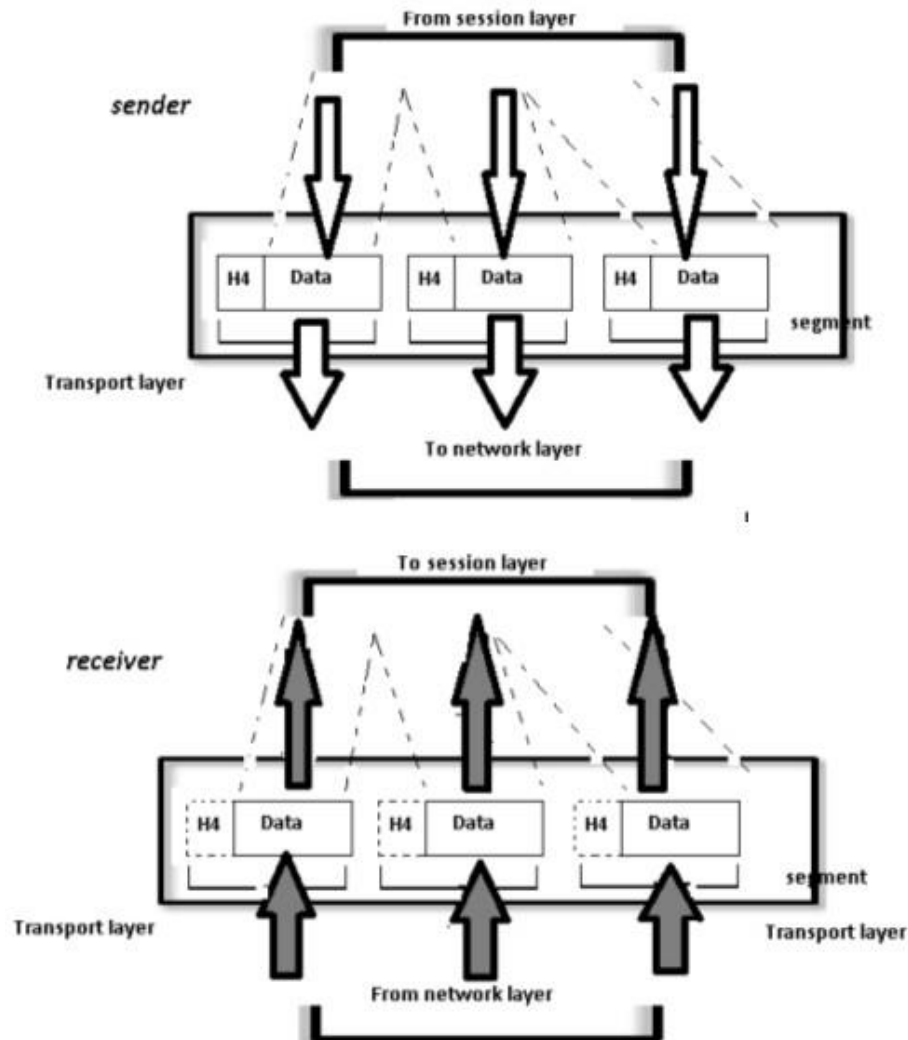 From session layer
sender
H4 Data H4 Data H4 Data
segment
Transport layer
To network layer
To session layer
receiver
H4 Data H4 Data H4 Data
segment
Transport layer Transport layer
From network layer